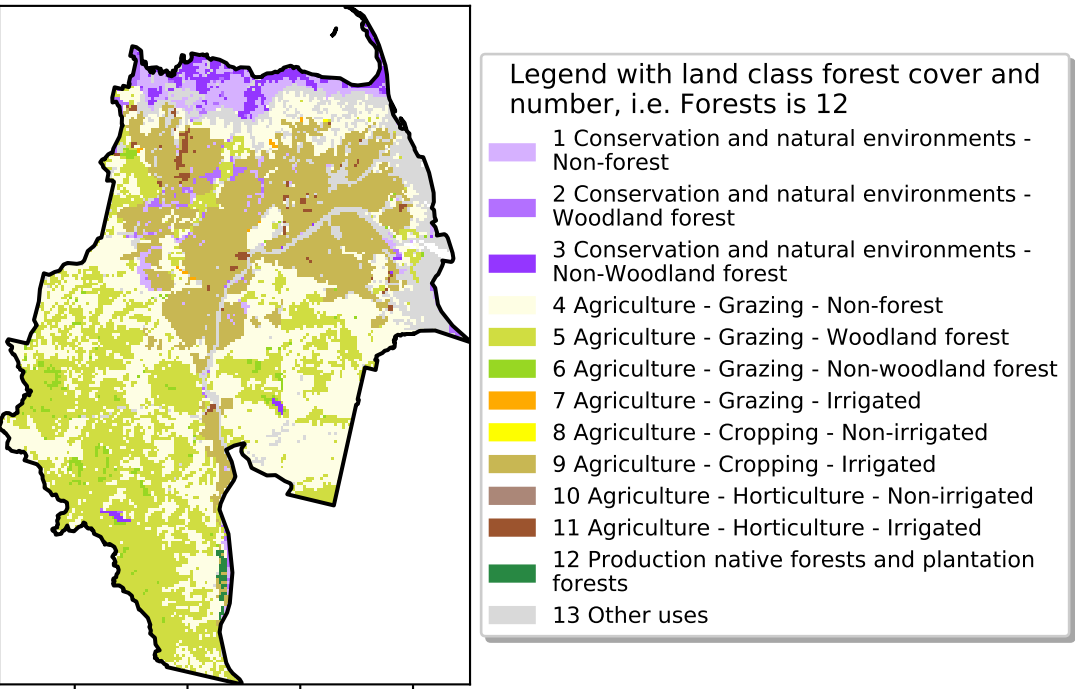 Legend with land class forest cover and
number, i.e. Forests is 12
1 Conservation and natural environments -
Non-forest
2 Conservation and natural environments -
Woodland forest
3 Conservation and natural environments -
Non-Woodland forest
4 Agriculture - Grazing - Non-forest
5 Agriculture - Grazing - Woodland forest
6 Agriculture - Grazing - Non-woodland forest
7 Agriculture - Grazing - Irrigated
8 Agriculture - Cropping - Non-irrigated
9 Agriculture - Cropping - Irrigated
10 Agriculture - Horticulture - Non-irrigated
11 Agriculture - Horticulture - Irrigated
12 Production native forests and plantation
forests
13 Other uses